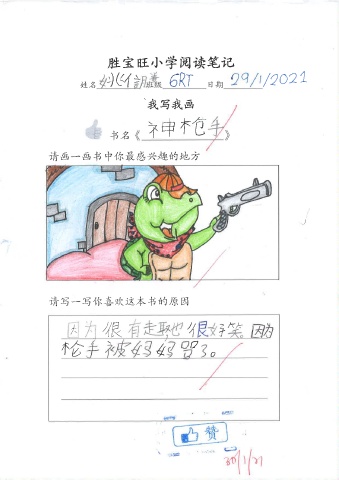 胜宝旺小学阅读笔记
姓名 班级 6RT 日期 29/1/2021
我写我画
书名《神枪手》
请画一画书中你最感兴趣的地方
请写一写你喜欢这本书的原因
因为很有走取也很好笑。因为
枪手被妈妈骂了。
赞
30/1/21